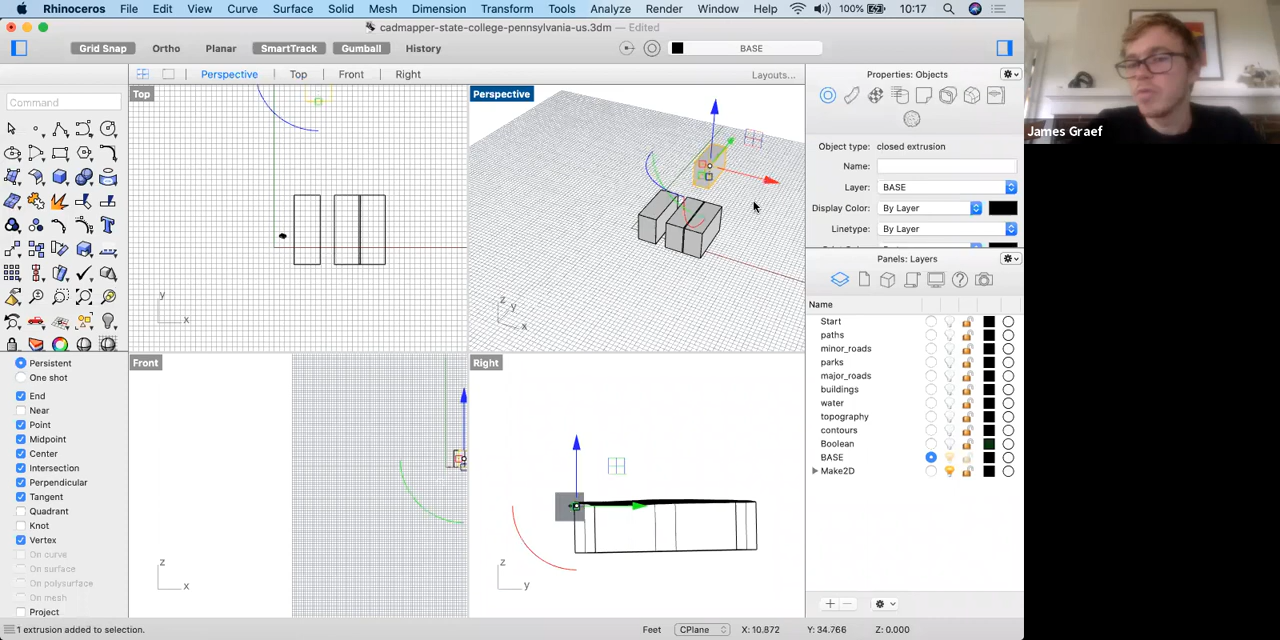 Rhinoceros File Edit View Curve Surface Solid Mesh Dimension Transform Tools Analyze Render Window Help 100% 10:17
cadmapper-state-college-pennsylvania-us.3dm — Edited
Grid Snap Ortho Planar SmartTrack Gumball History BASE
Perspective Top Front Right Layouts... Properties: Objects
Command
Top
Perspective
y
x
z
y
x
Object type: closed extrusion
Name:
Layer: BASE
Display Color: By Layer
Linetype: By Layer
Panels: Layers
Name
Start
paths
minor_roads
parks
major_roads
buildings
water
topography
contours
Boolean
BASE
Make2D
Persistent
One shot
End
Near
Point
Midpoint
Center
Intersection
Perpendicular
Tangent
Quadrant
Knot
Vertex
On curve
On surface
On polysurface
On mesh
Project
Front
Right
z
x
z
y
1 extrusion added to selection. Feet CPlane X: 10.872 Y: 34.766 Z: 0.000
James Graef